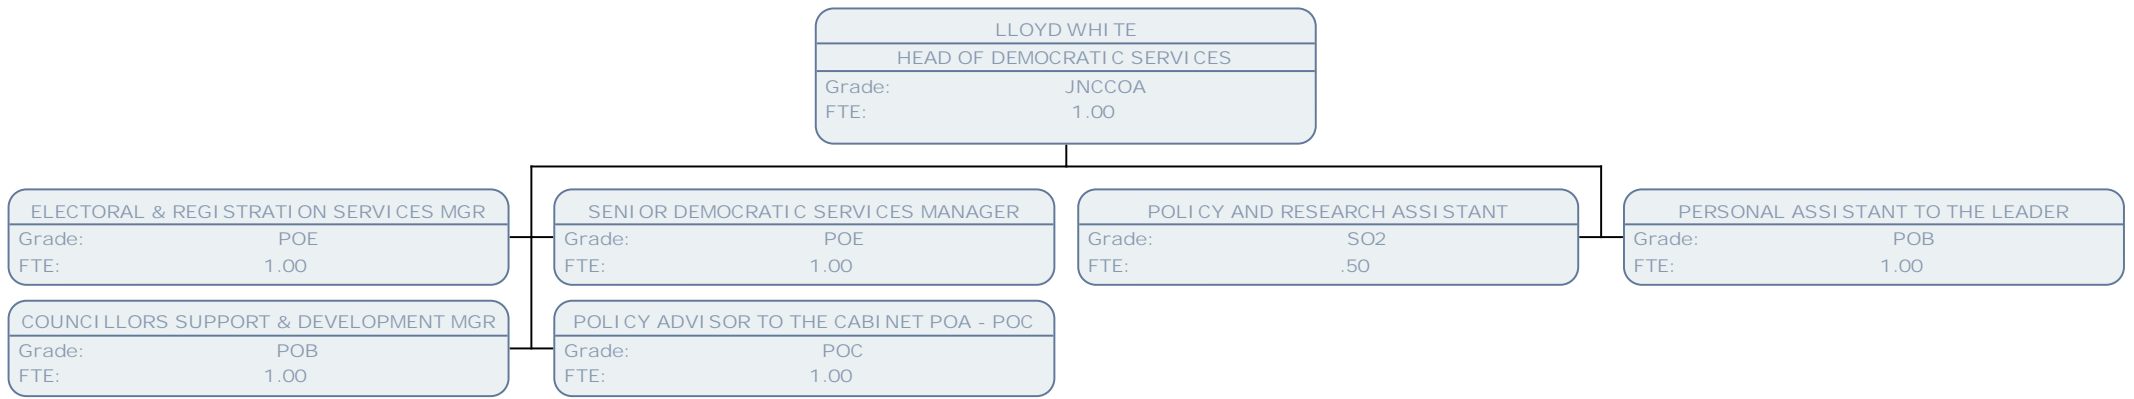 LLOYD WHITE
HEAD OF DEMOCRATIC SERVICES
Grade: JNCCOA
FTE: 1.00
ELECTORAL & REGISTRATION SERVICES MGR
Grade: POE
FTE: 1.00
SENIOR DEMOCRATIC SERVICES MANAGER
Grade: POE
FTE: 1.00
POLICY AND RESEARCH ASSISTANT
Grade: SO2
FTE: .50
PERSONAL ASSISTANT TO THE LEADER
Grade: POB
FTE: 1.00
COUNCILLORS SUPPORT & DEVELOPMENT MGR
Grade: POB
FTE: 1.00
POLICY ADVISOR TO THE CABINET POA - POC
Grade: POC
FTE: 1.00